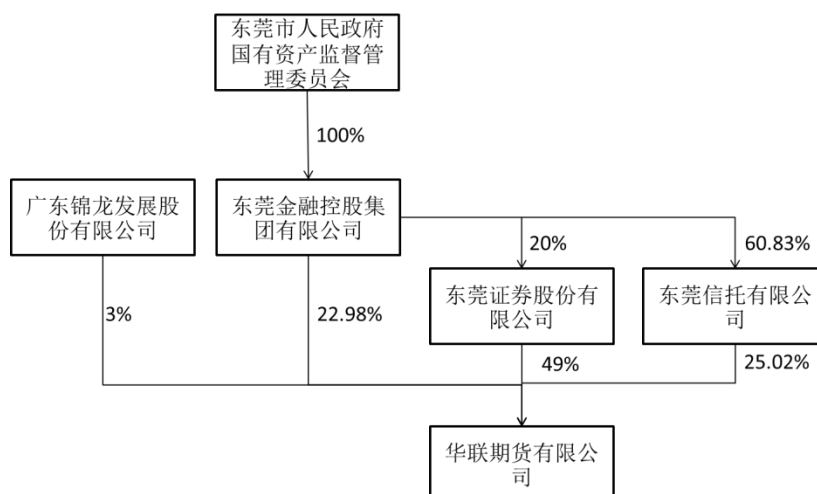 东莞市人民政府
国有资产监督管
理委员会
100%
广东锦龙发展股
份有限公司
东莞金融控股集
团有限公司
20%
60.83%
东莞证券股份有
限公司
东莞信托有限公
司
3%
22.98%
49%
25.02%
华联期货有限公
司